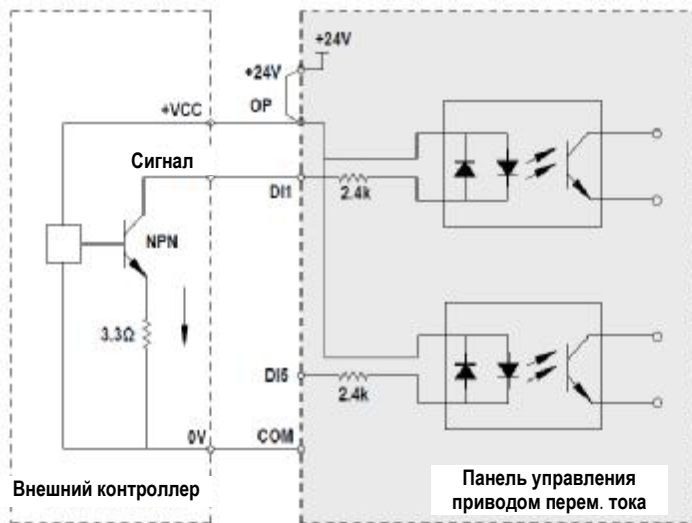 +24V
+24V
+VCC
OP
Сигнал
DI1
2.4k
NPN
3.3Ω
DI5
2.4k
0V
COM
Внешний контроллер
Панель управления
приводом перем. тока